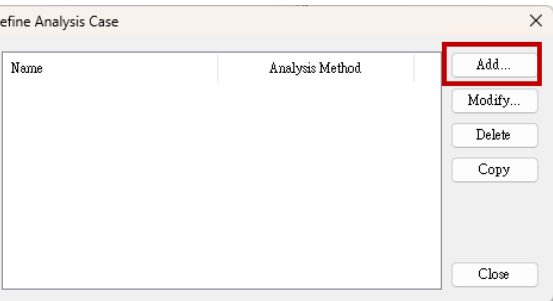 efine Analysis Case
Name Analysis Method
Add...
Modify...
Delete
Copy
Close